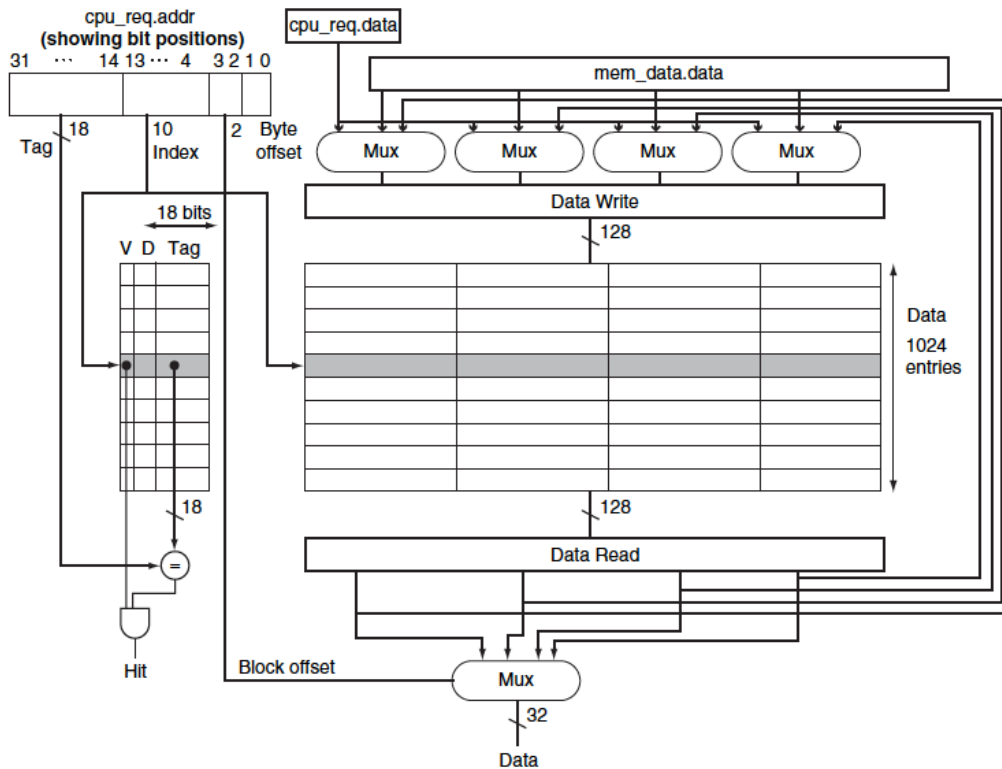 cpu_req.addr
(showing bit positions)
31 ··· 14 13 ··· 4 3 2 1 0
cpu_req.data
mem_data.data
18
10
2
Byte
offset
Tag
Index
Mux
Mux
Mux
Mux
Data Write
18 bits
128
V D Tag
Data
1024
entries
18
128
=
Data Read
Hit
Block offset
Mux
32
Data